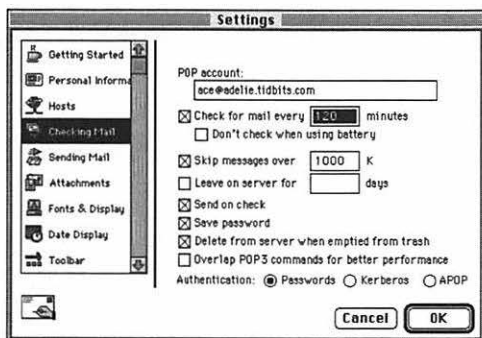 Settings
Getting Started
Personal Informa
Hosts
Checking Mail
Sending Mail
Attachments
Fonts & Display
Date Display
Toolbar
POP account:
ace@adelie.tidbits.com
Check for mail every 120 minutes
Don't check when using battery
Skip messages over 1000 K
Leave on server for days
Send on check
Save password
Delete from server when emptied from trash
Overlap POP3 commands for better performance
Authentication: Passwords Kerberos APOP
Cancel OK